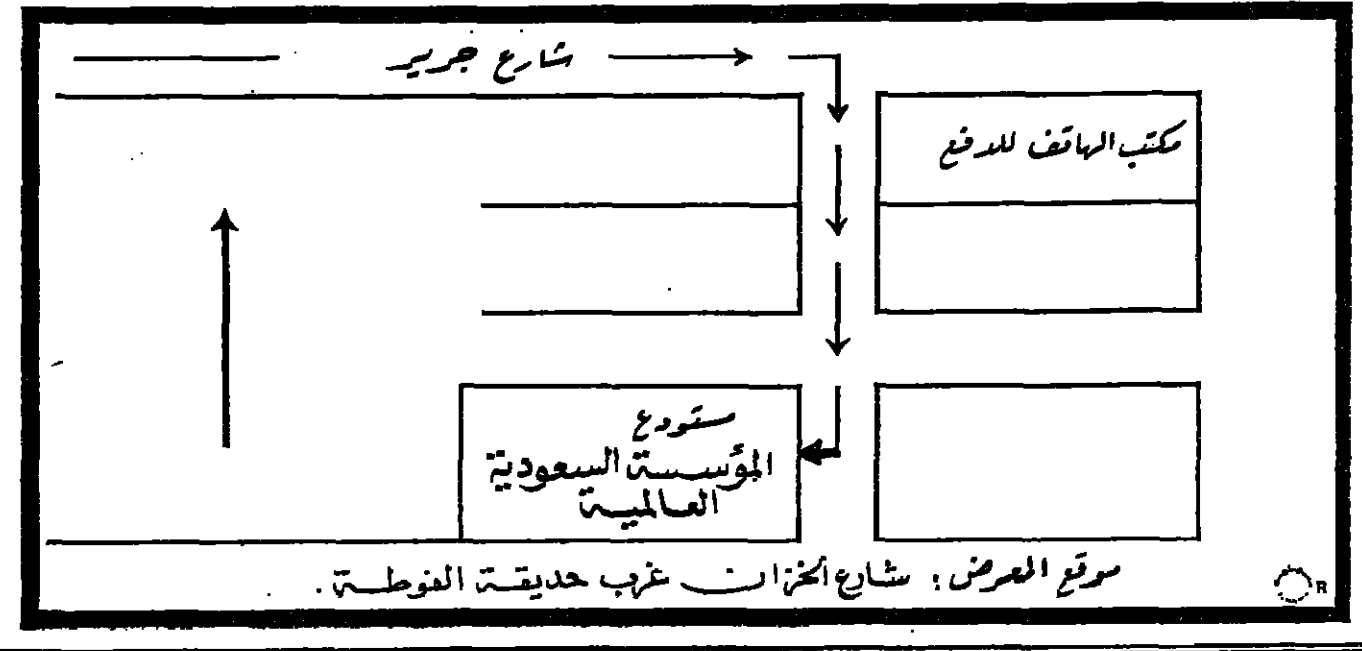 شارع جرير
مكتب الهاتف للدفع
مستودع
المؤسسة السعودية
العالمية
موقع المعرض : شارع الخزان غرب حديقة الفوطة .
R